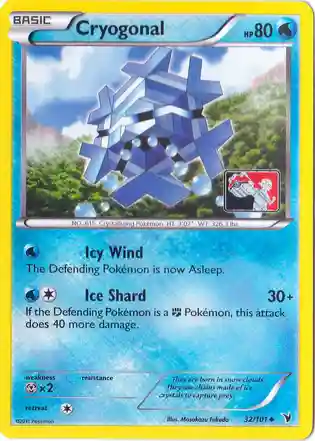 BASIC
Cryogonal
HP80
NO. 615 Crystallizing Pokémon HT: 3'07" WT: 326.3 lbs.
Icy Wind
The Defending Pokémon is now Asleep.
Ice Shard 30+
If the Defending Pokémon is a Pokémon, this attack
does 40 more damage.
weakness
×2
resistance
retreat
They are born in snow clouds.
They use chains made of ice
crystals to capture prey.
©2011 Pokémon
Illus. Masakazu Fukuda
32/101